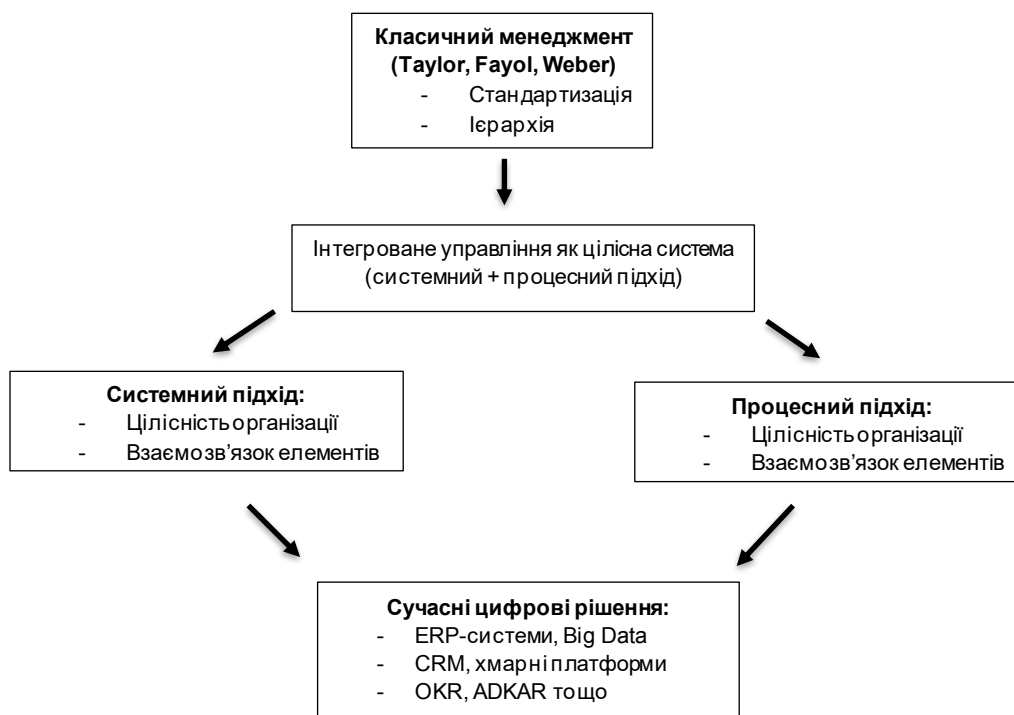 Класичний менеджмент
(Taylor, Fayol, Weber)
- Стандартизація
- Ієрархія
Інтегроване управління як цілісна система
(системний + процесний підхід)
Системний підхід:
- Цілісність організації
- Взаємозв’язок елементів
Процесний підхід:
- Цілісність організації
- Взаємозв’язок елементів
Сучасні цифрові рішення:
- ERP-системи, Big Data
- CRM, хмарні платформи
- OKR, ADKAR тощо